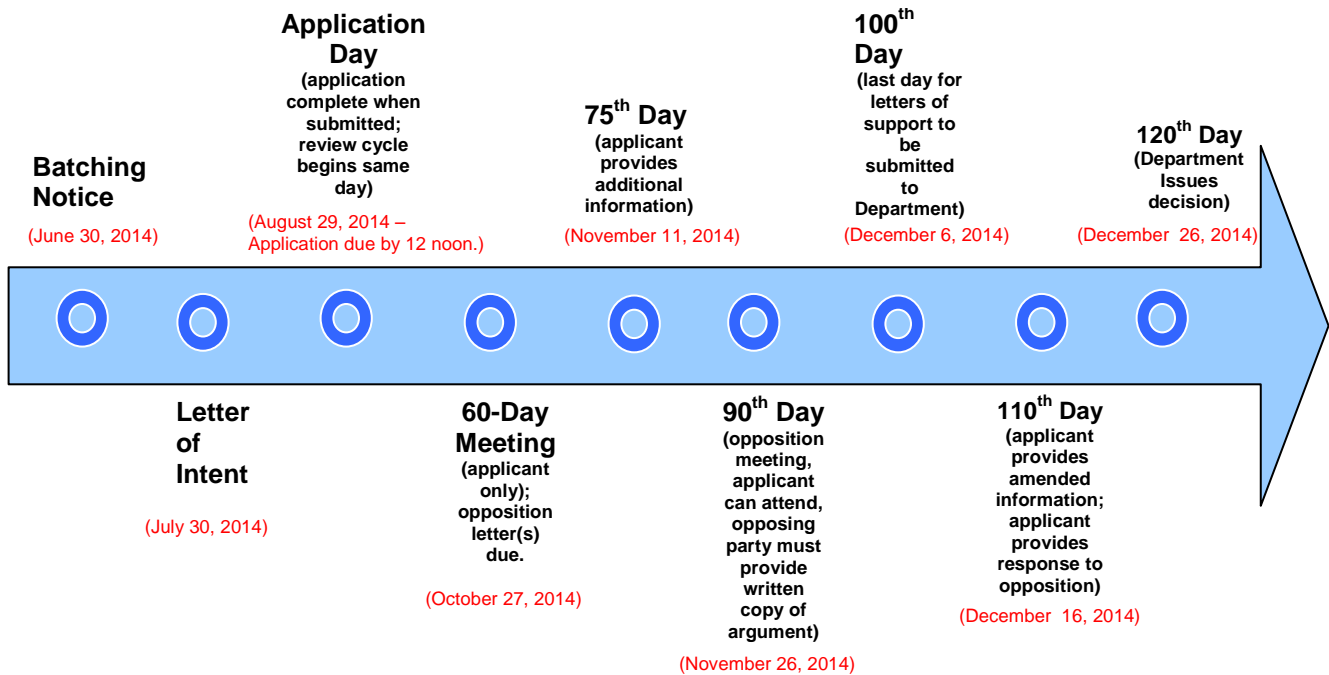 Batching
Notice
(June 30, 2014)
Letter
of
Intent
(July 30, 2014)
Application
Day
(application
complete when
submitted;
review cycle
begins same
day)
(August 29, 2014 –
Application due by 12 noon.)
60-Day
Meeting
(applicant
only);
opposition
letter(s)
due.
(October 27, 2014)
75th Day
(applicant
provides
additional
information)
(November 11, 2014)
90th Day
(opposition
meeting,
applicant
can attend,
opposing
party must
provide
written
copy of
argument)
(November 26, 2014)
100th
Day
(last day for
letters of
support to
be
submitted
to
Department)
(December 6, 2014)
110th Day
(applicant
provides
amended
information;
applicant
provides
response to
opposition)
(December 16, 2014)
120th Day
(Department
Issues
decision)
(December 26, 2014)